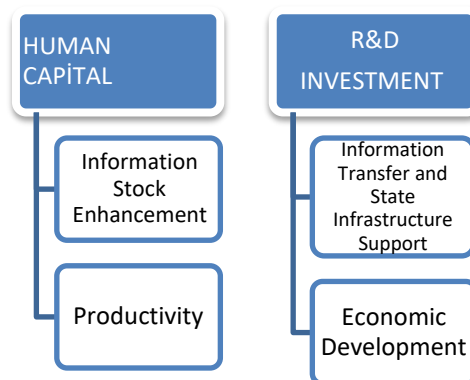 HUMAN
CAPİTAL
Information
Stock
Enhancement
Productivity
R&D
INVESTMENT
Information
Transfer and
State
Infrastructure
Support
Economic
Development